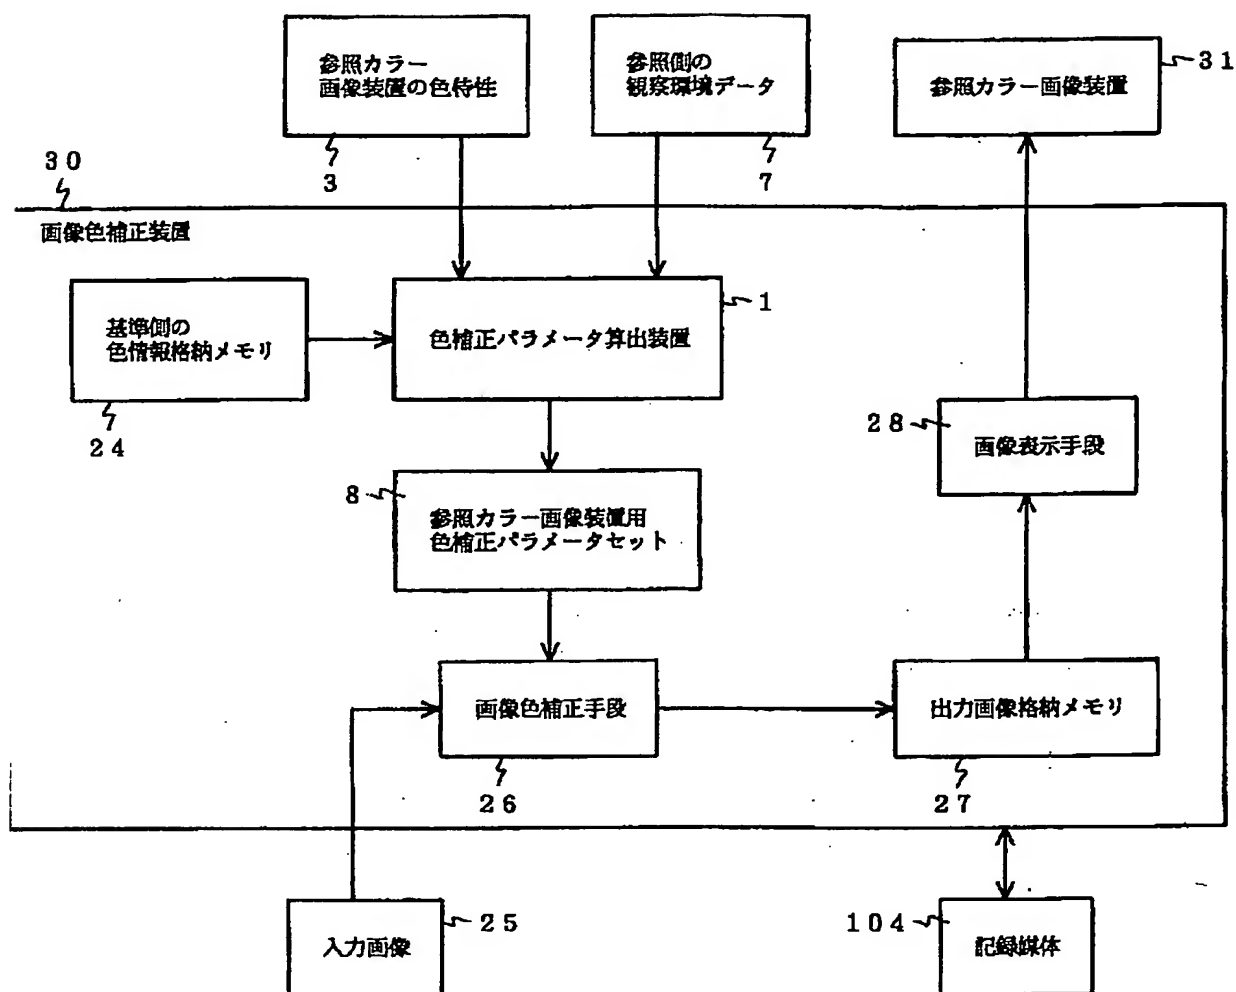 参照カラー
画像装置の色特性
3
参照側の
観察環境データ
7
参照カラー画像装置
31
30
画像色補正装置
基準側の
色情報格納メモリ
24
色補正パラメータ算出装置
1
28
画像表示手段
8
参照カラー画像装置用
色補正パラメータセット
画像色補正手段
26
出力画像格納メモリ
27
入力画像
25
104
記録媒体